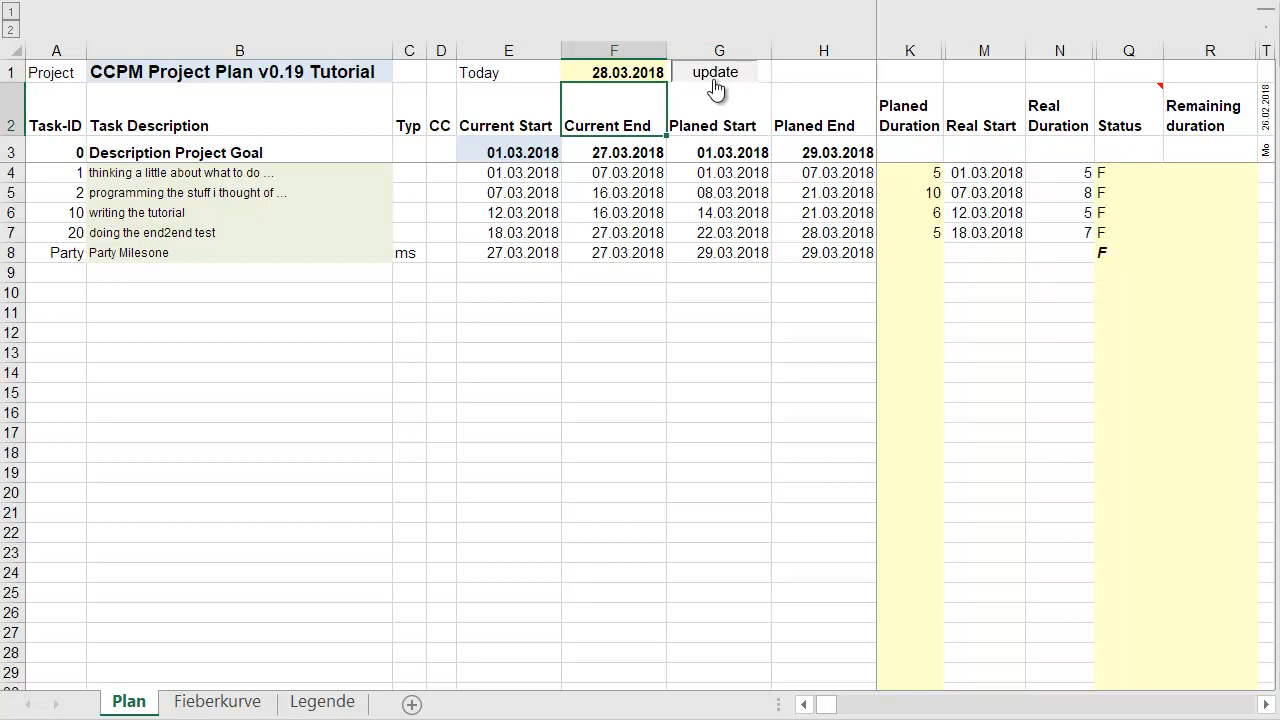 1
2
A B C D E F G H K M N Q R T
1 Project CCPM Project Plan v0.19 Tutorial Today 28.03.2018 update
2 Task-ID Task Description Typ CC Current Start Current End Planed Start Planed End Planed Duration Real Start Real Duration Status Remaining duration Mo 26.02.2018
3 0 Description Project Goal 01.03.2018 27.03.2018 01.03.2018 29.03.2018
4 1 thinking a little about what to do ... 01.03.2018 07.03.2018 01.03.2018 07.03.2018 5 01.03.2018 5 F
5 2 programming the stuff i thought of ... 07.03.2018 16.03.2018 08.03.2018 21.03.2018 10 07.03.2018 8 F
6 10 writing the tutorial 12.03.2018 16.03.2018 14.03.2018 21.03.2018 6 12.03.2018 5 F
7 20 doing the end2end test 18.03.2018 27.03.2018 22.03.2018 28.03.2018 5 18.03.2018 7 F
8 Party Party Milesone ms 27.03.2018 27.03.2018 29.03.2018 29.03.2018 F
9
10
11
12
13
14
15
16
17
18
19
20
21
22
23
24
25
26
27
28
29
Plan Fieberkurve Legende